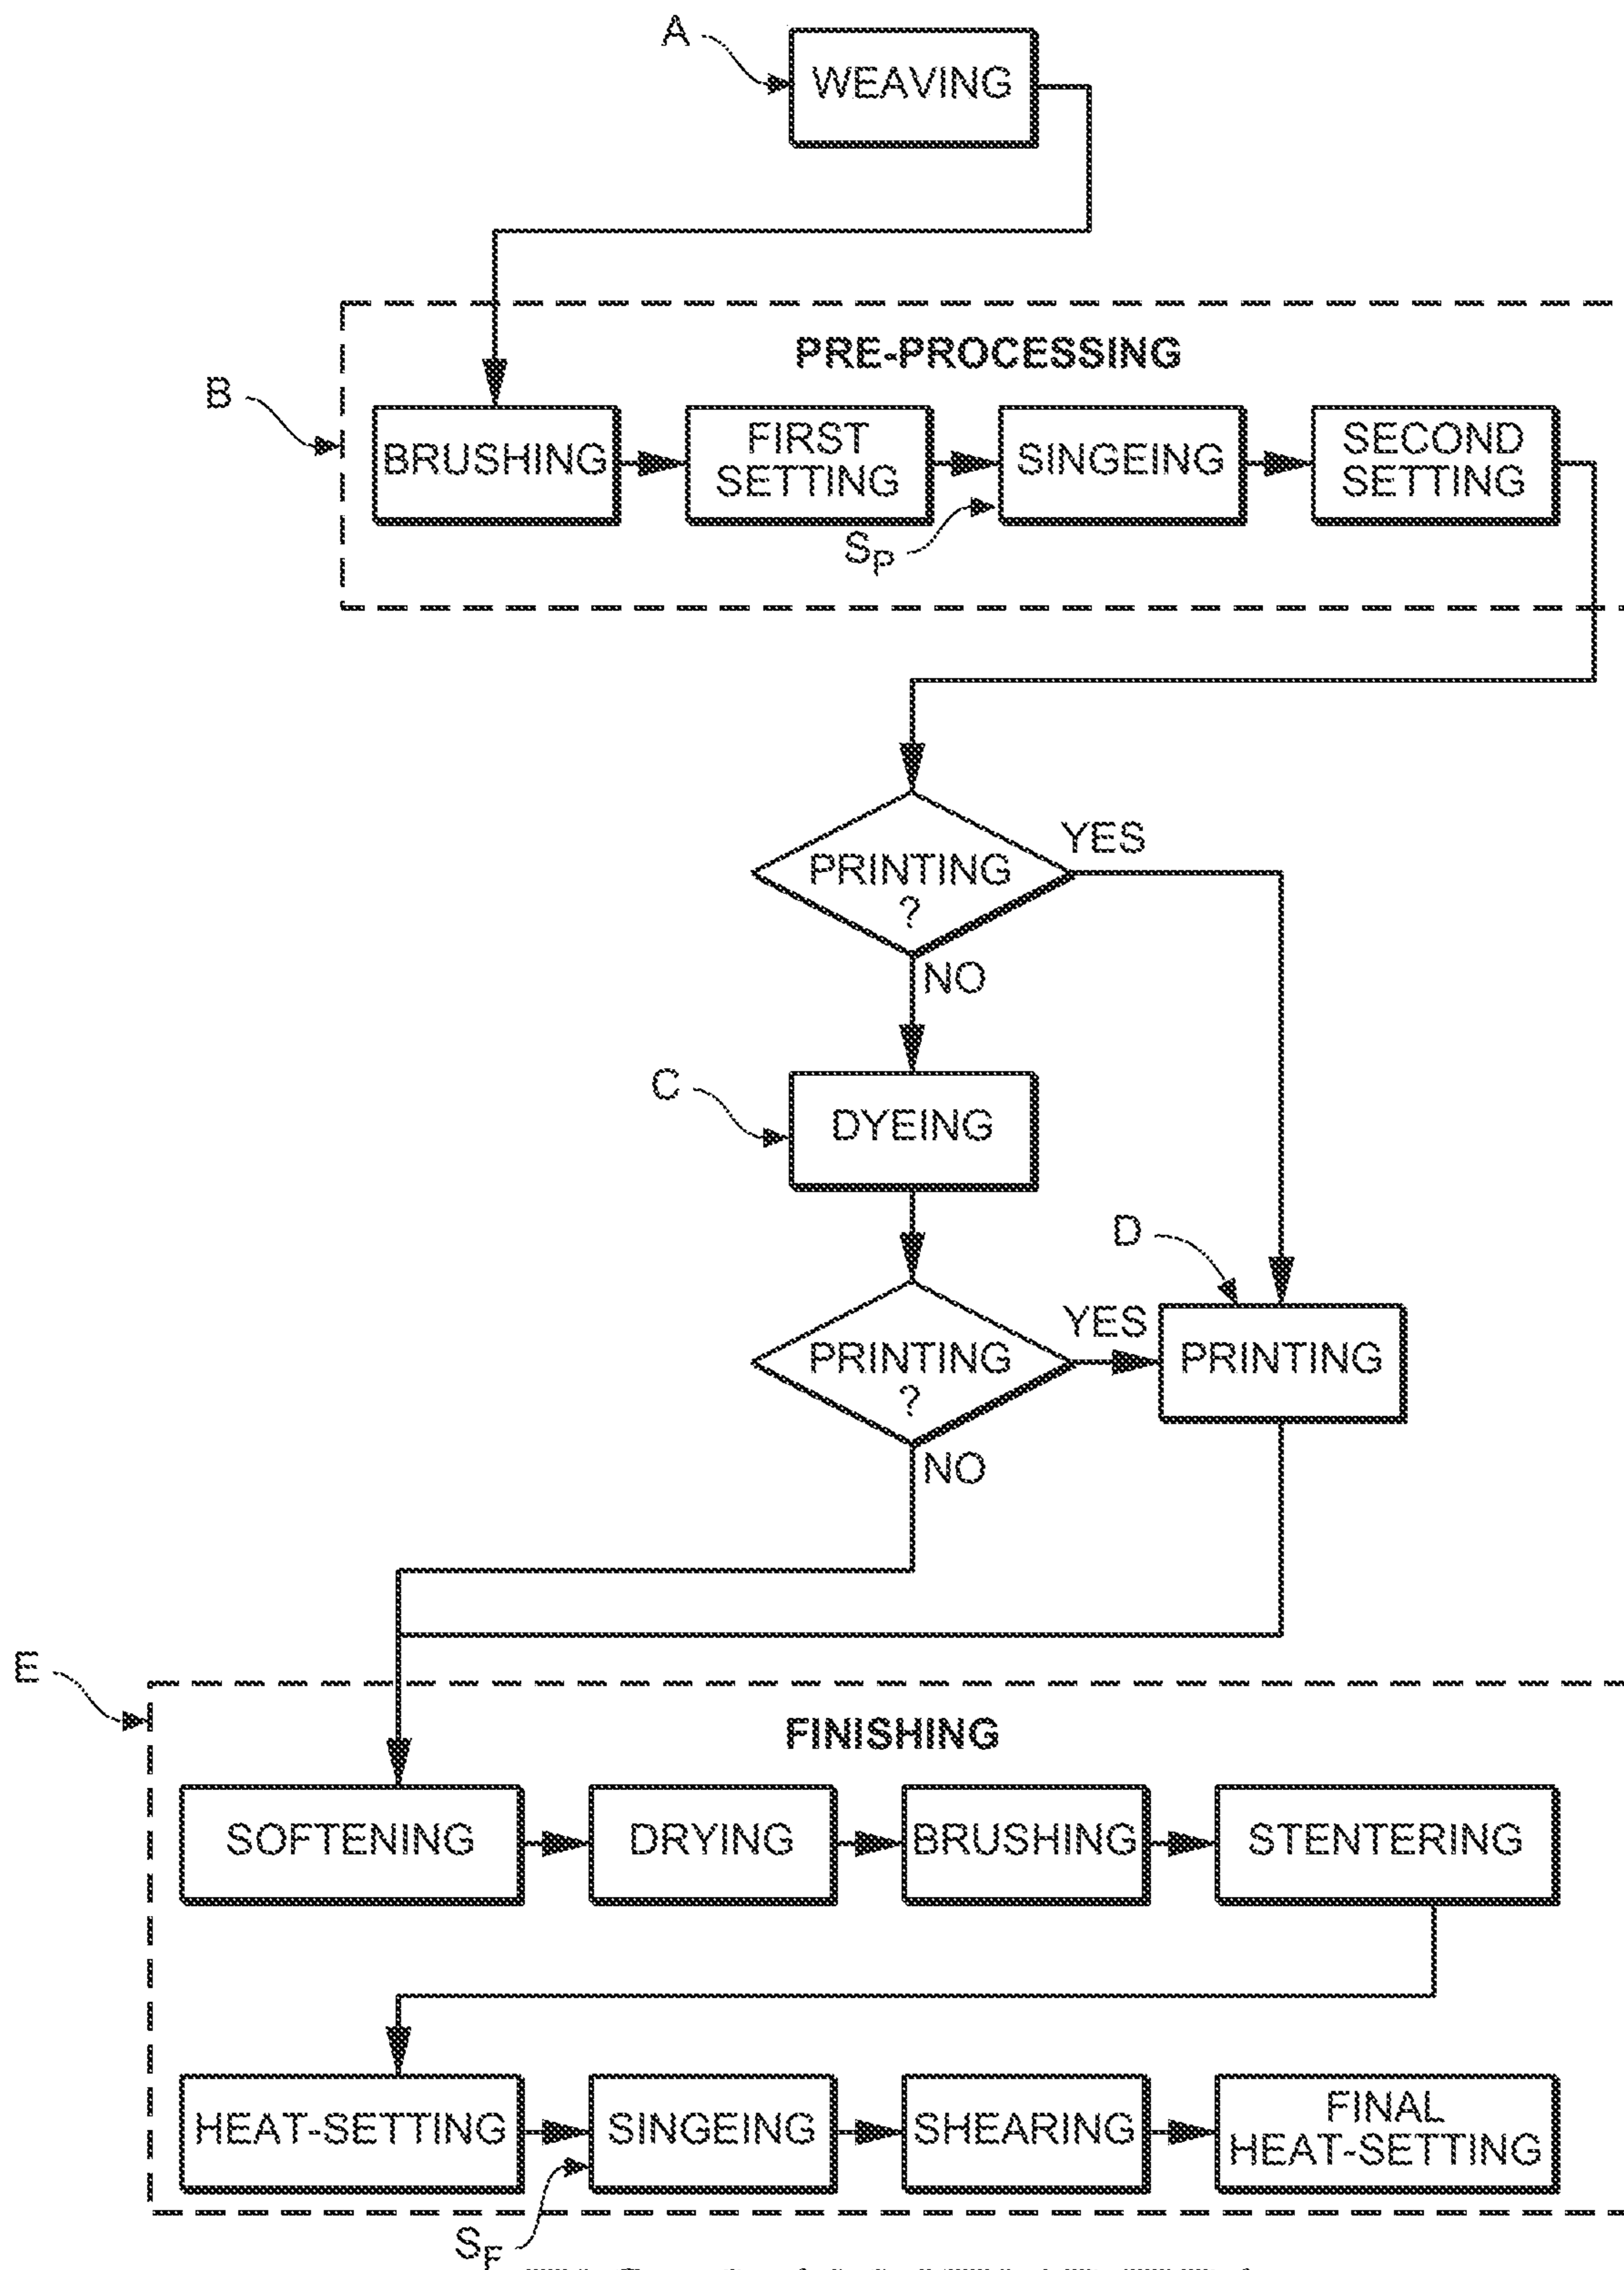 A
WEAVING
PRE-PROCESSING
B
BRUSHING
FIRST
SETTING
SINGEING
SECOND
SETTING
SP
PRINTING
?
YES
NO
C
DYEING
D
PRINTING
?
YES
PRINTING
NO
E
FINISHING
SOFTENING
DRYING
BRUSHING
STENTERING
HEAT-SETTING
SINGEING
SHEARING
FINAL
HEAT-SETTING
SF